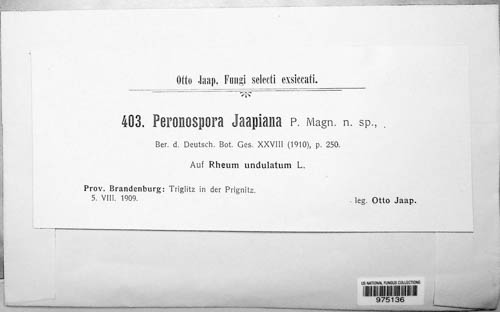 Otto Jaap. Fungi selecti exsiccati.
403. Peronospora Jaapiana P. Magn. n. sp.,
Ber. d. Deutsch. Bot. Ges. XXVIII (1910), p. 250.
Auf Rheum undulatum L.
Prov. Brandenburg: Triglitz in der Prignitz.
5. VIII. 1909.
leg. Otto Jaap.
US NATIONAL FUNGUS COLLECTIONS
975136